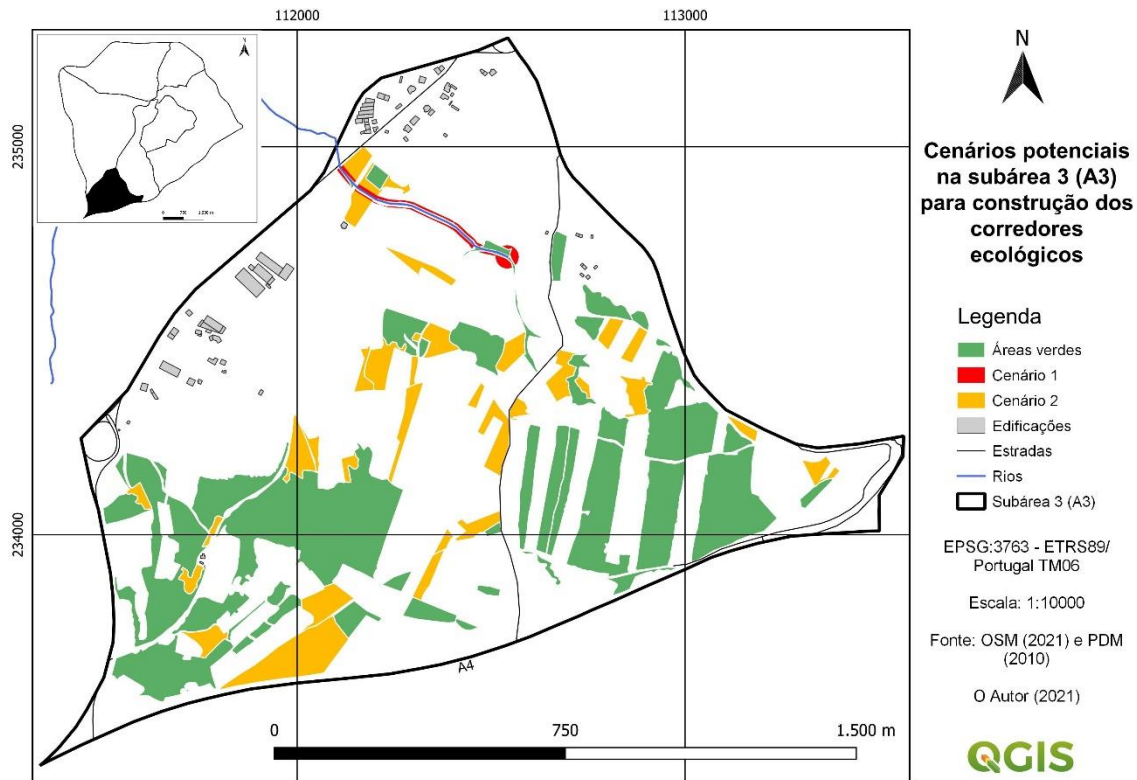 112000
113000
235000
234000
N
0 750 1.500 m
A4
N
Cenários potenciais
na subárea 3 (A3)
para construção dos
corredores
ecológicos
Legenda
Áreas verdes
Cenário 1
Cenário 2
Edificações
Estradas
Rios
Subárea 3 (A3)
EPSG:3763 - ETRS89/
Portugal TM06
Escala: 1:10000
Fonte: OSM (2021) e PDM
(2010)
O Autor (2021)
QGIS